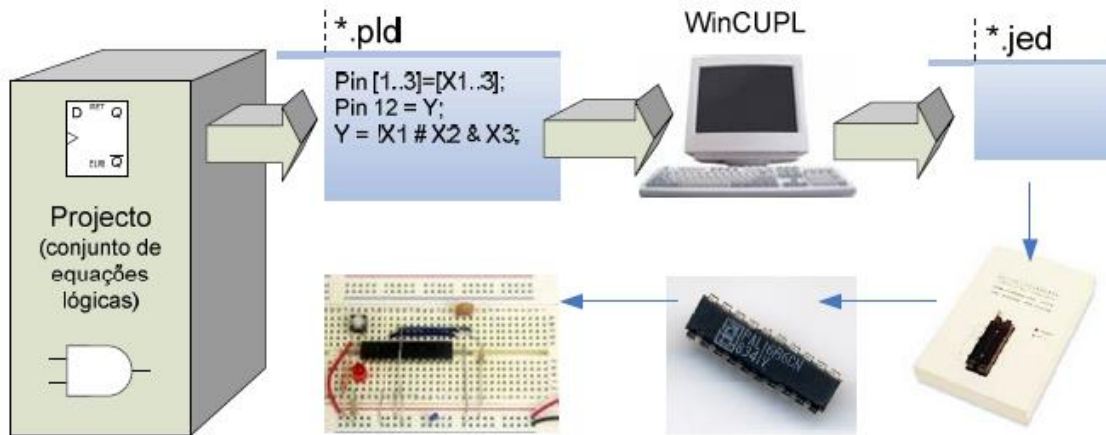 *.pld
WinCUPL
*.jed
Pin [1..3]=[X1..3];
Pin 12 = Y;
Y = !X1 # X2 & X3;
D Q
Q
Projecto
(conjunto de
equações
lógicas)